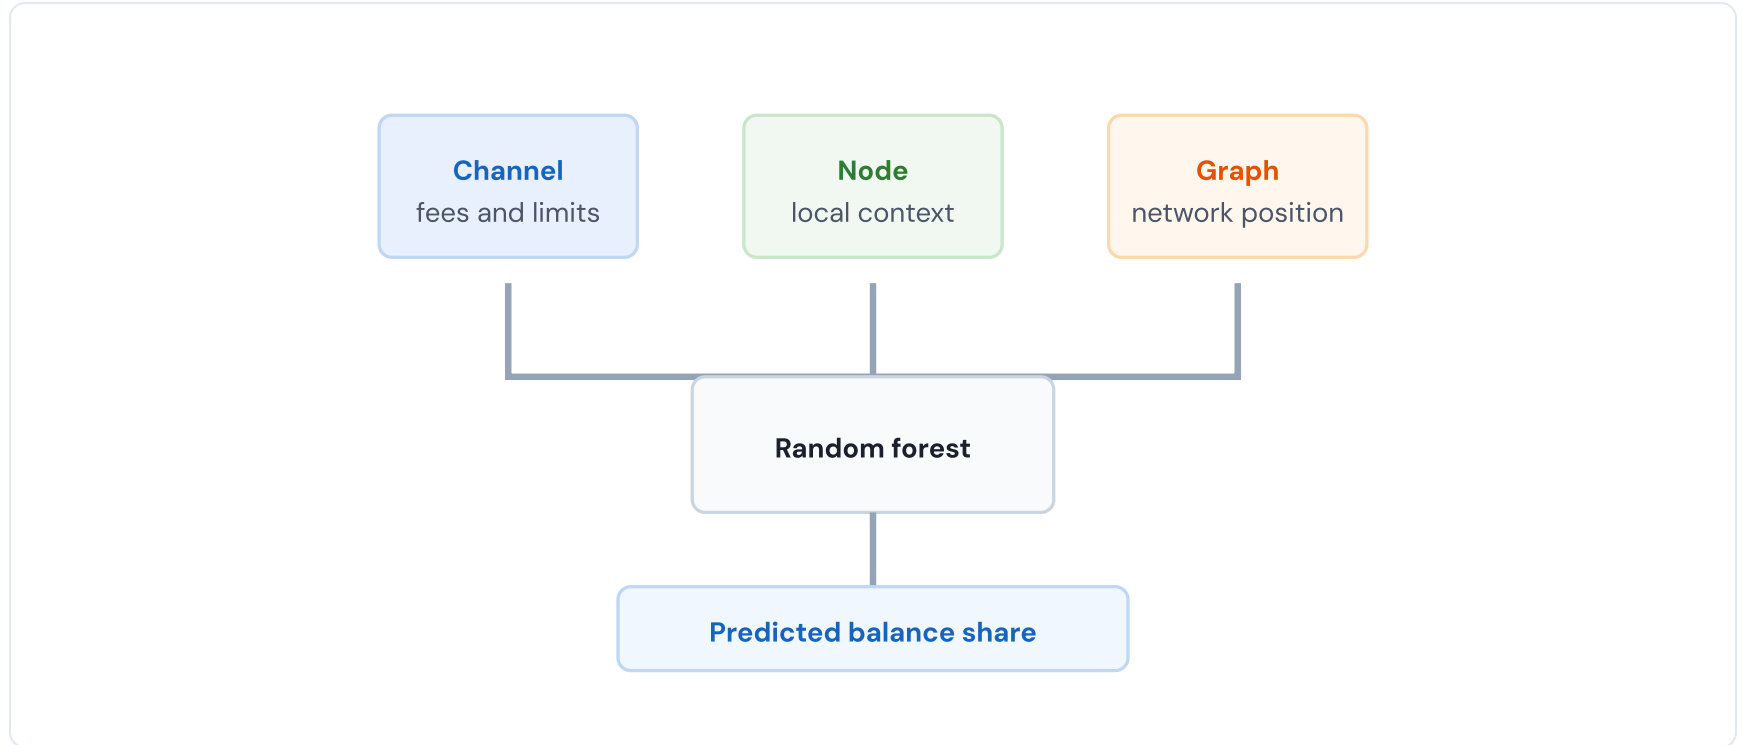 Channel
fees and limits
Node
local context
Graph
network position
Random forest
Predicted balance share